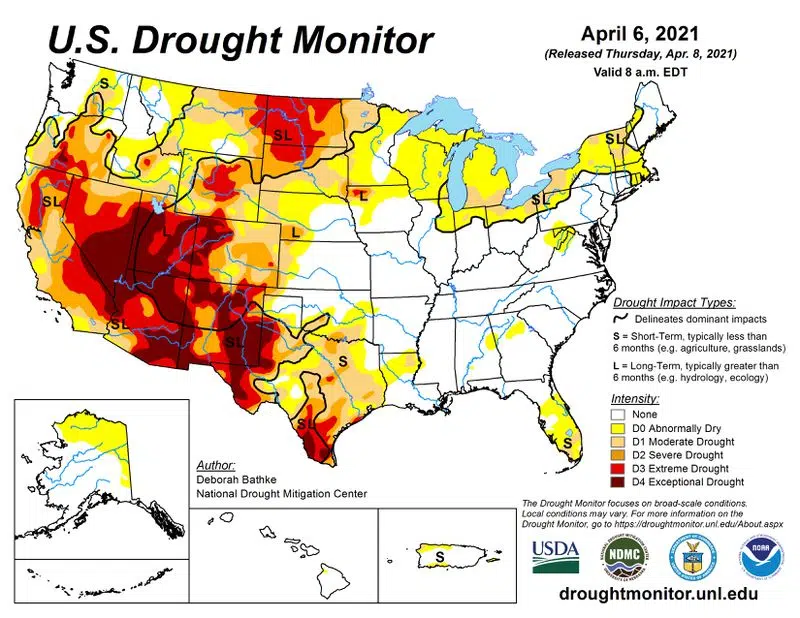 U.S. Drought Monitor
April 6, 2021
(Released Thursday, Apr. 8, 2021)
Valid 8 a.m. EDT
S
SL
SL
SL
L
SL
L
SL
SL
S
SL
S
Drought Impact Types:
Delineates dominant impacts
S = Short-Term, typically less than
6 months (e.g. agriculture, grasslands)
L = Long-Term, typically greater than
6 months (e.g. hydrology, ecology)
Intensity:
None
D0 Abnormally Dry
D1 Moderate Drought
D2 Severe Drought
D3 Extreme Drought
D4 Exceptional Drought
Author:
Deborah Bathke
National Drought Mitigation Center
S
The Drought Monitor focuses on broad-scale conditions.
Local conditions may vary. For more information on the
Drought Monitor, go to https://droughtmonitor.unl.edu/About.aspx
USDA
NDMC
NOAA
droughtmonitor.unl.edu